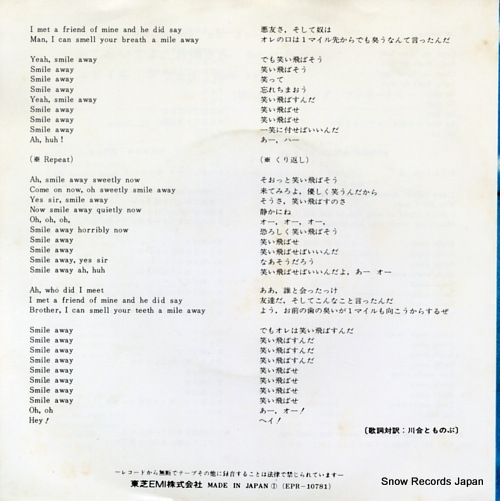 I met a friend of mine and he did say
Man, I can smell your breath a mile away
Yeah, smile away
Smile away
Smile away
Smile away
Yeah, smile away
Smile away
Smile away
Smile away
Ah, huh !
(※ Repeat)
Ah, smile away sweetly now
Come on now, oh sweetly smile away
Yes sir, smile away
Now smile away quietly now
Oh, oh, oh,
Smile away horribly now
Smile away
Smile away
Smile away, yes sir
Smile away ah, huh
Ah, who did I meet
I met a friend of mine and he did say
Brother, I can smell your teeth a mile away
Smile away
Smile away
Smile away
Smile away
Smile away
Smile away
Smile away
Smile away
Oh, oh
Hey !
悪友さ，そして奴は
オレの口は１マイル先からでも臭うなんて言ったんだ
でも笑い飛ばそう
笑い飛ばそう
笑って
忘れちまおう
笑い飛ばすんだ
笑い飛ばせ
笑い飛ばせ
一笑に付せばいいんだ
あー，ハー
(※ くり返し)
そおっと笑い飛ばそう
来てみろよ，優しく笑うんだから
そうさ，笑い飛ばすのさ
静かにね
オー，オー，オー，
恐ろしく笑い飛ばそう
笑い飛ばせ
笑い飛ばせばいいんだ
なあそうだろう
笑い飛ばせばいいんだよ，あー オー
ああ，誰と会ったっけ
友達だ，そしてこんなこと言ったんだ
よう，お前の歯の臭いが１マイルも向こうからするぜ
でもオレは笑い飛ばすんだ
笑い飛ばすんだ
笑い飛ばすんだ
笑い飛ばすんだ
笑い飛ばせ
笑い飛ばせ
笑い飛ばせ
笑い飛ばせ
あー，オー！
ヘイ！
〔歌詞対訳：川合とものぶ〕
―レコードから無断でテープその他に録音することは法律で禁じられています―
東芝EMI株式会社 MADE IN JAPAN ① (EPR-10781)
Snow Records Japan